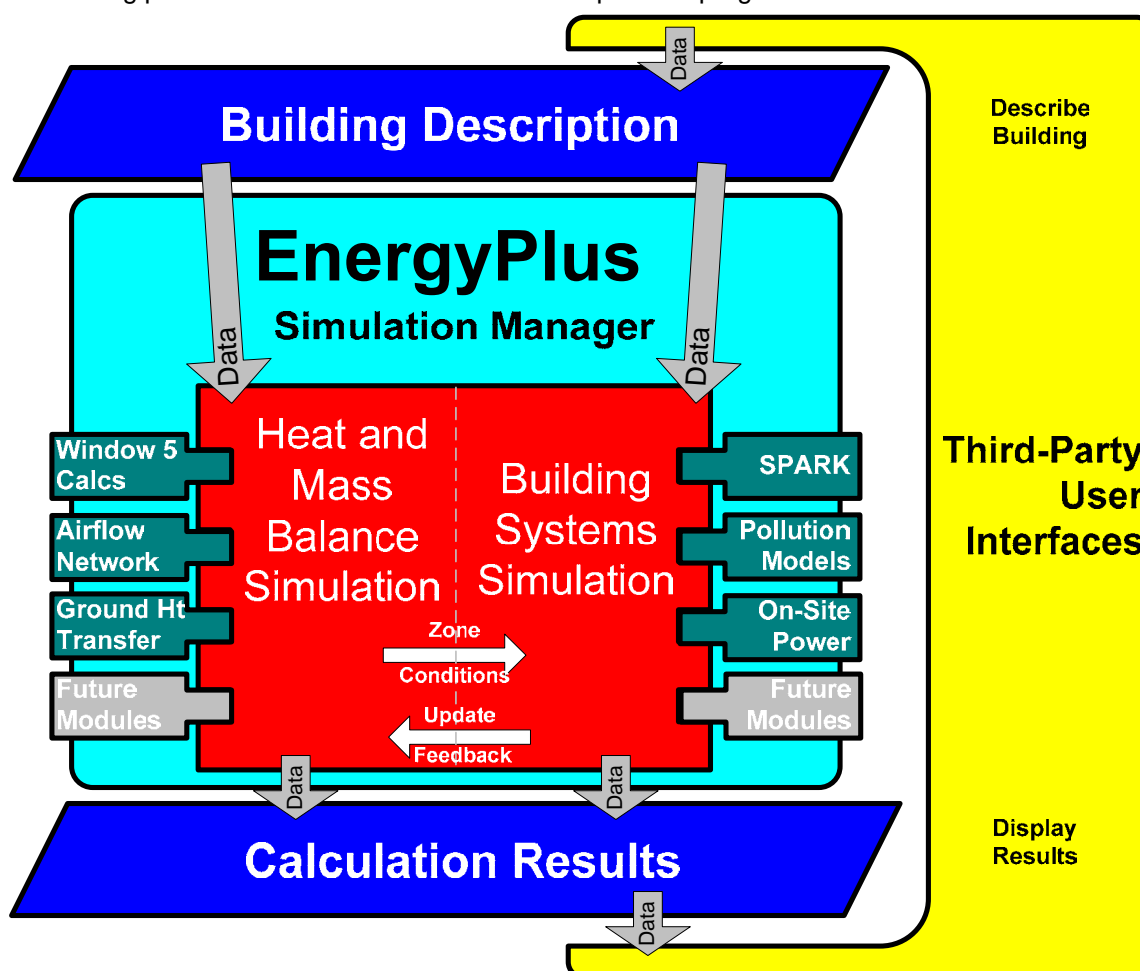 Data
Building Description
Describe
Building
EnergyPlus
Simulation Manager
Data
Data
Heat and
Mass
Balance
Simulation
Building
Systems
Simulation
Window 5
Calcs
Airflow
Network
Ground Ht
Transfer
Future
Modules
SPARK
Pollution
Models
On-Site
Power
Future
Modules
Third-Party
User
Interfaces
Zone
Conditions
Update
Feedback
Data
Data
Calculation Results
Display
Results
Data